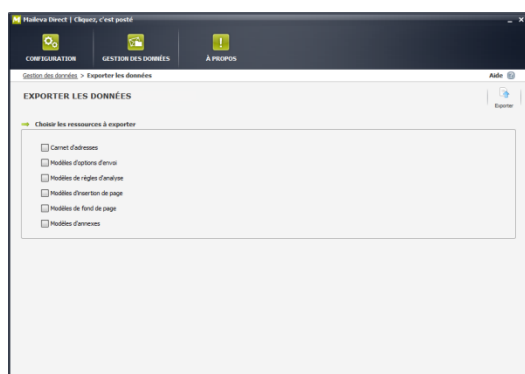 Maileva Direct | Cliquez, c'est posté
CONFIGURATION
GESTION DES DONNÉES
À PROPOS
Gestion des données > Exporter les données
Aide
EXPORTER LES DONNÉES
Exporter
Choisir les ressources à exporter
Carnet d'adresses
Modèles d'options d'envoi
Modèles de règles d'analyse
Modèles d'insertion de page
Modèles de fond de page
Modèles d'annexes